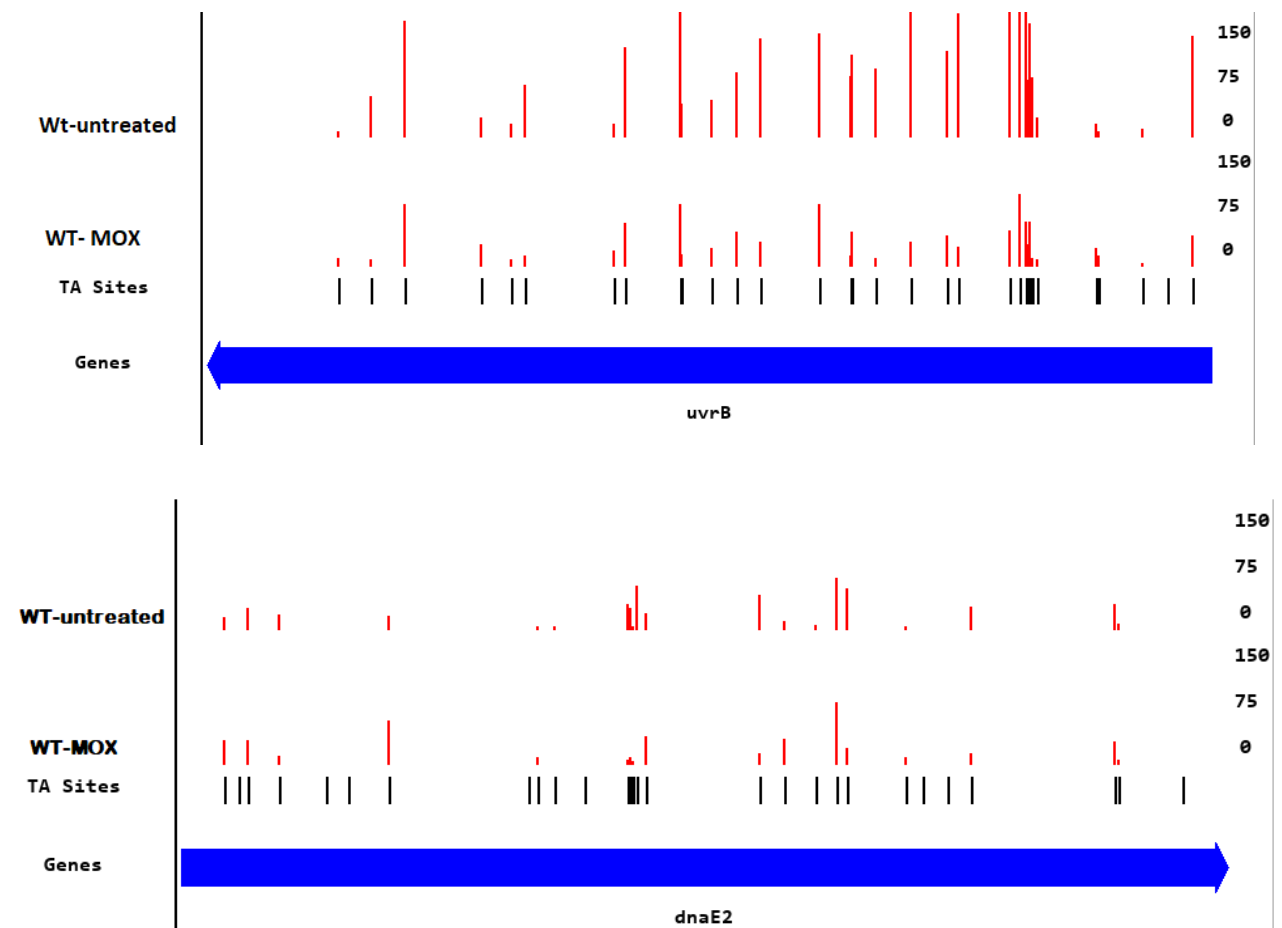 150
75
Wt-untreated
0
150
75
WT- MOX
0
TA Sites
Genes
uvrB
150
75
WT-untreated
0
150
75
WT-MOX
0
TA Sites
Genes
dnaE2